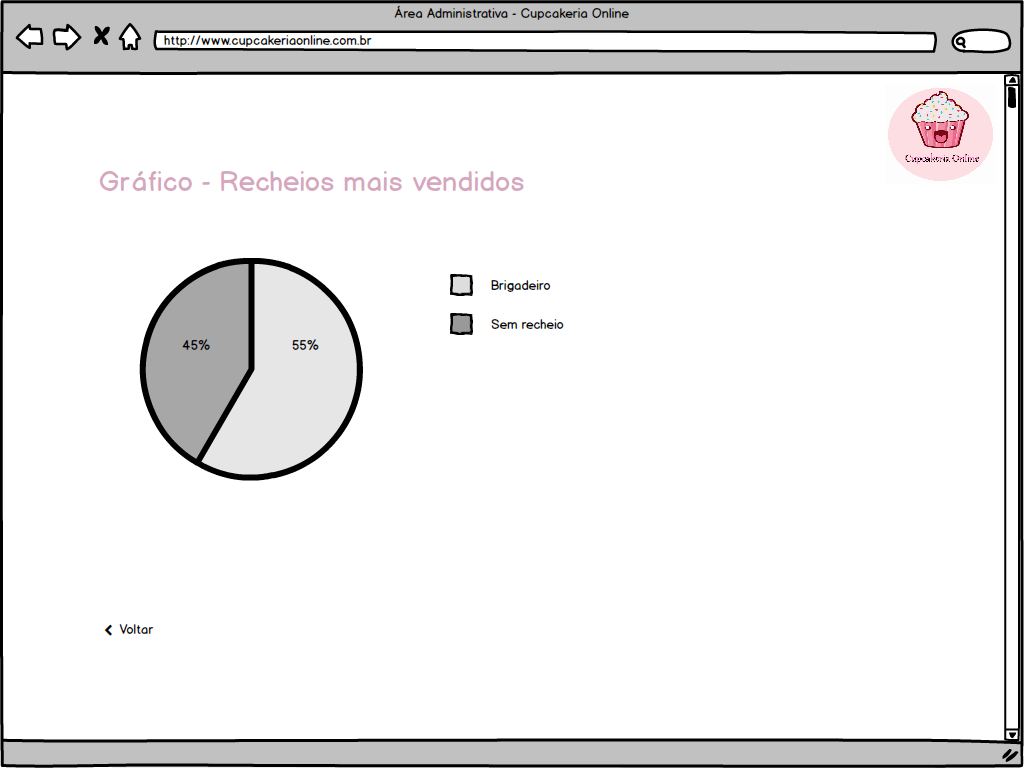 Área Administrativa - Cupcakeria Online
http://www.cupcakeriaonline.com.br
Cupcakeria Online
Gráfico - Recheios mais vendidos
Brigadeiro
Sem recheio
45% 55%
Voltar